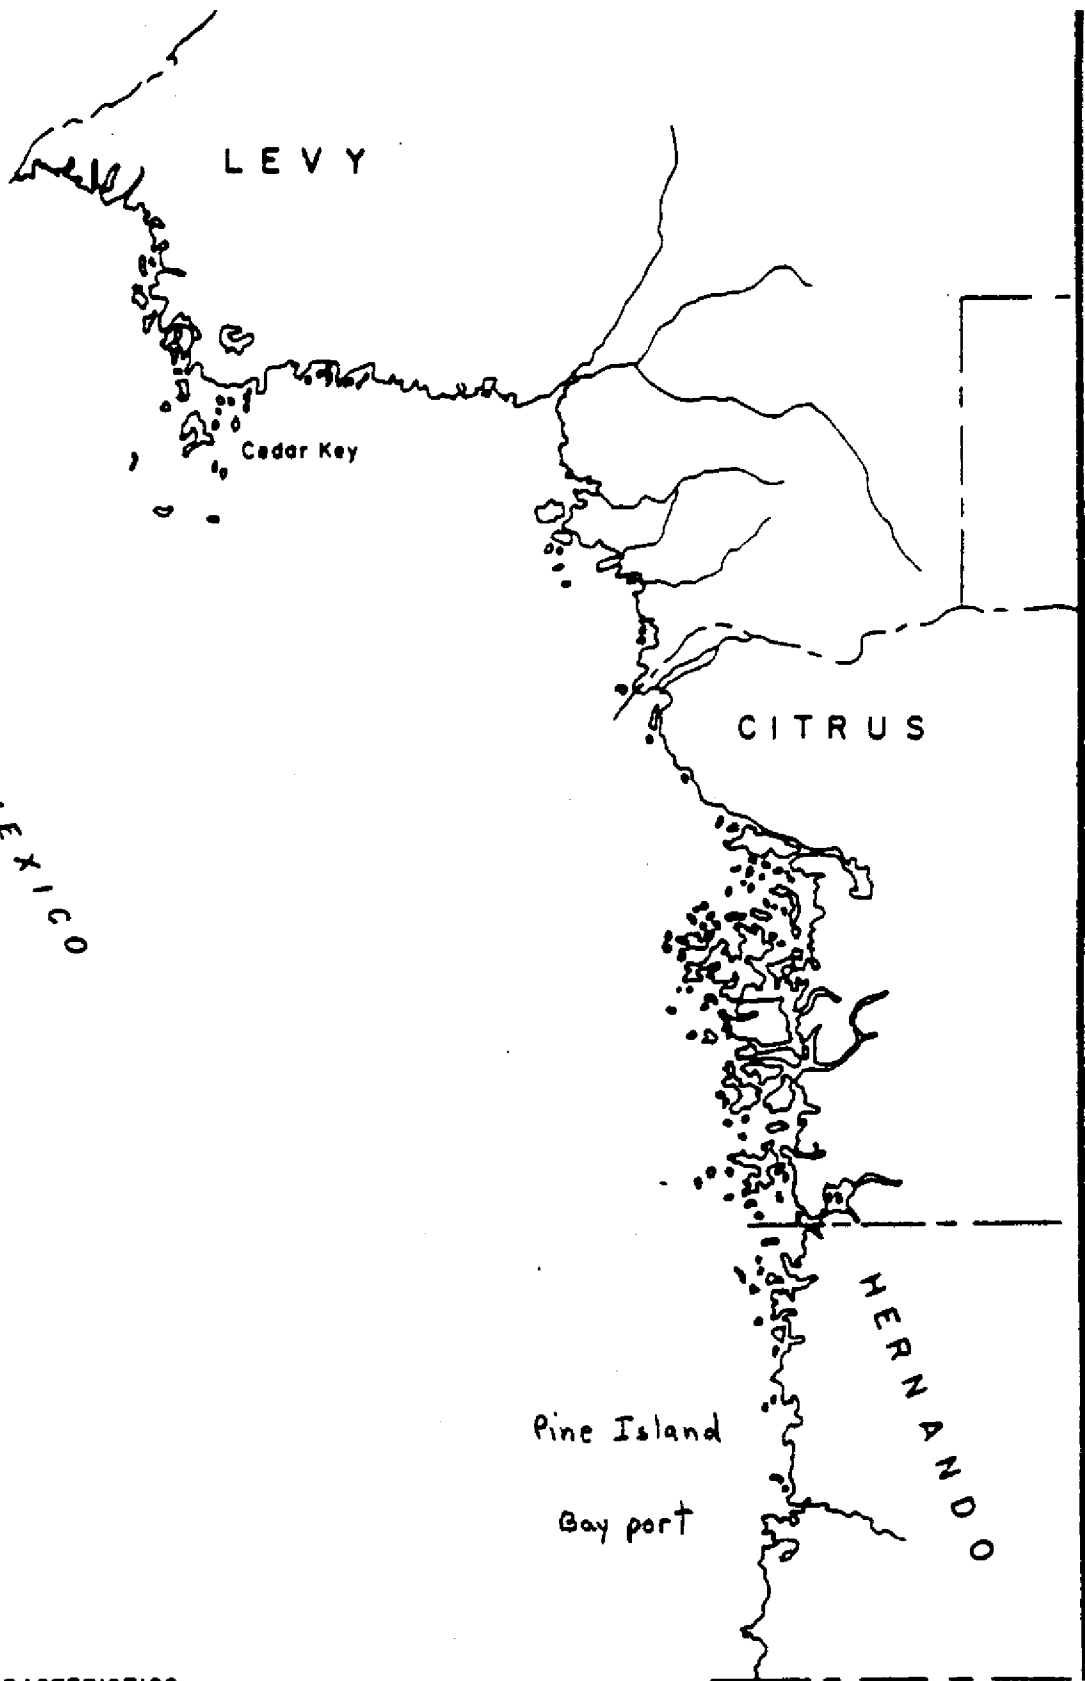 LEVY
Cedar Key
CITRUS
EXICO
HERNANDO
Pine Island
Bay port